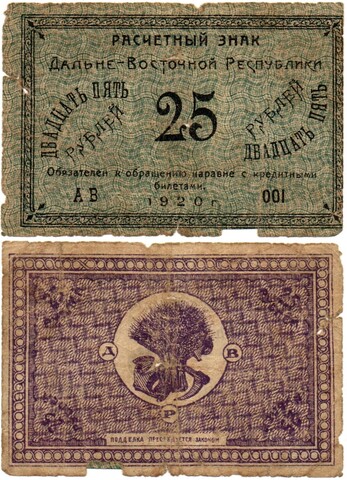 РАСЧЕТНЫЙ ЗНАК
ДАЛЬНЕ-ВОСТОЧНОЙ РЕСПУБЛИКИ
ДВАДЦАТЬ ПЯТЬ
РУБЛЕЙ
25
РУБЛЕЙ
ДВАДЦАТЬ ПЯТЬ
Обязателен к обращению наравне с кредитными
билетами.
АВ 001
1920 г.
Д В
Р
ПОДДЕЛКА ПРЕСЛЕДУЕТСЯ ЗАКОНОМ